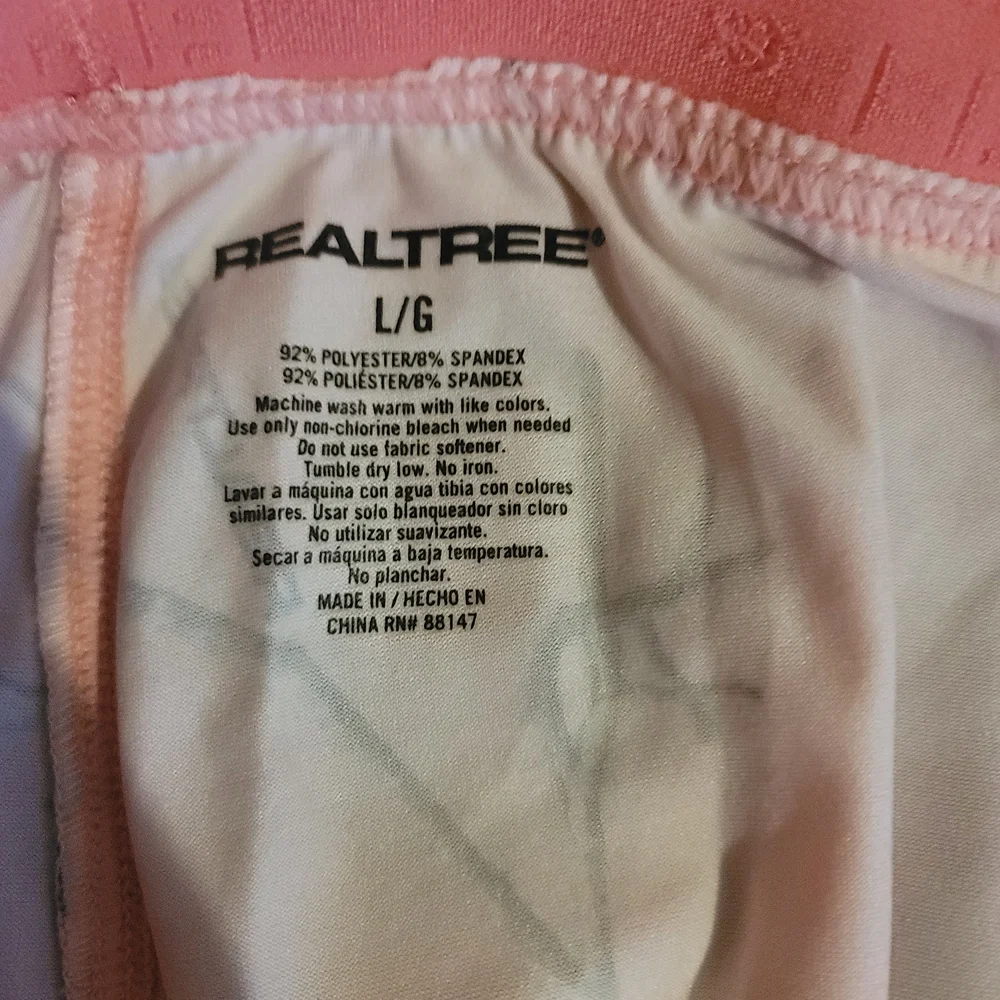 REALTREE®
L/G
92% POLYESTER/8% SPANDEX
92% POLIÉSTER/8% SPANDEX
Machine wash warm with like colors.
Use only non-chlorine bleach when needed
Do not use fabric softener.
Tumble dry low. No iron.
Lavar a máquina con agua tibia con colores
similares. Usar solo blanqueador sin cloro
No utilizar suavizante.
Secar a máquina a baja temperatura.
No planchar.
MADE IN / HECHO EN
CHINA RN# 88147